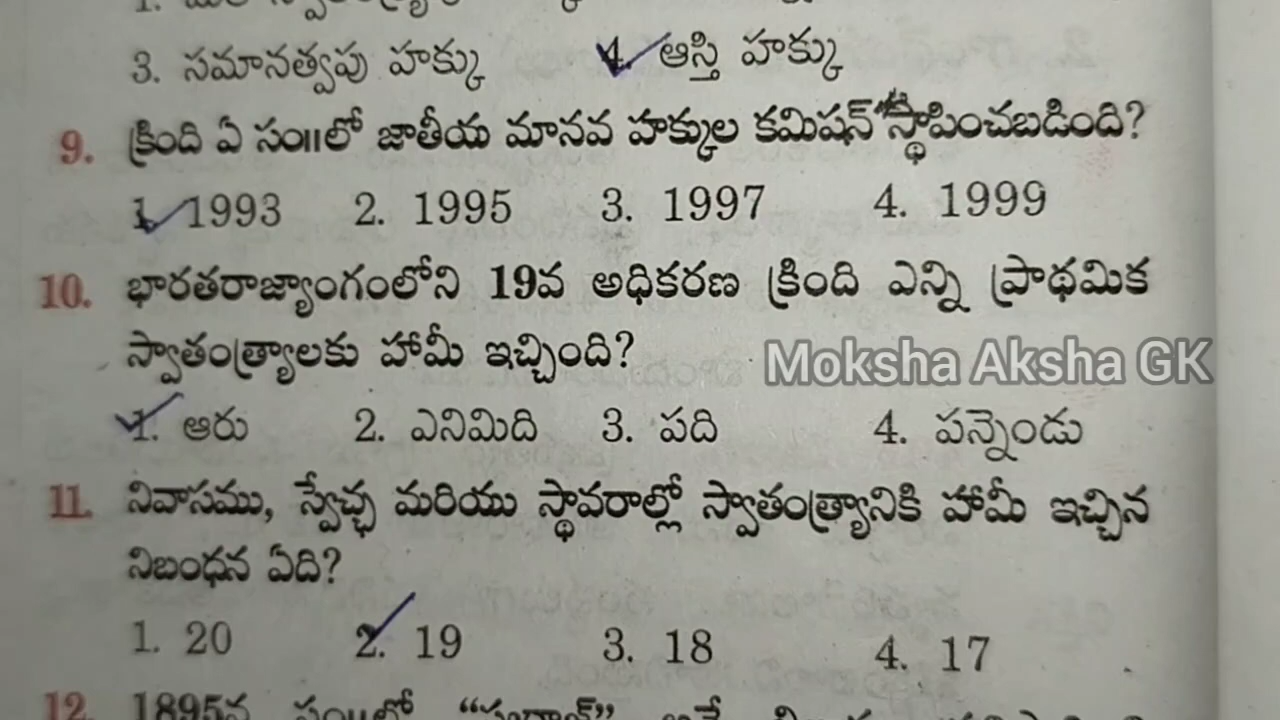 3. సమానత్వపు హక్కు 4. ఆస్తి హక్కు
9. క్రింది ఏ సం॥లో జాతీయ మానవ హక్కుల కమిషన్ స్థాపించబడింది?
1. 1993 2. 1995 3. 1997 4. 1999
10. భారతరాజ్యాంగంలోని 19వ అధికరణ క్రింది ఎన్ని ప్రాథమిక
స్వాతంత్ర్యాలకు హామీ ఇచ్చింది?
Moksha Aksha GK
1. ఆరు 2. ఎనిమిది 3. పది 4. పన్నెండు
11. నివాసము, స్వేచ్ఛ మరియు స్థావరాల్లో స్వాతంత్ర్యానికి హామీ ఇచ్చిన
నిబంధన ఏది?
1. 20 2. 19 3. 18 4. 17
12. 1895వ సం॥లో